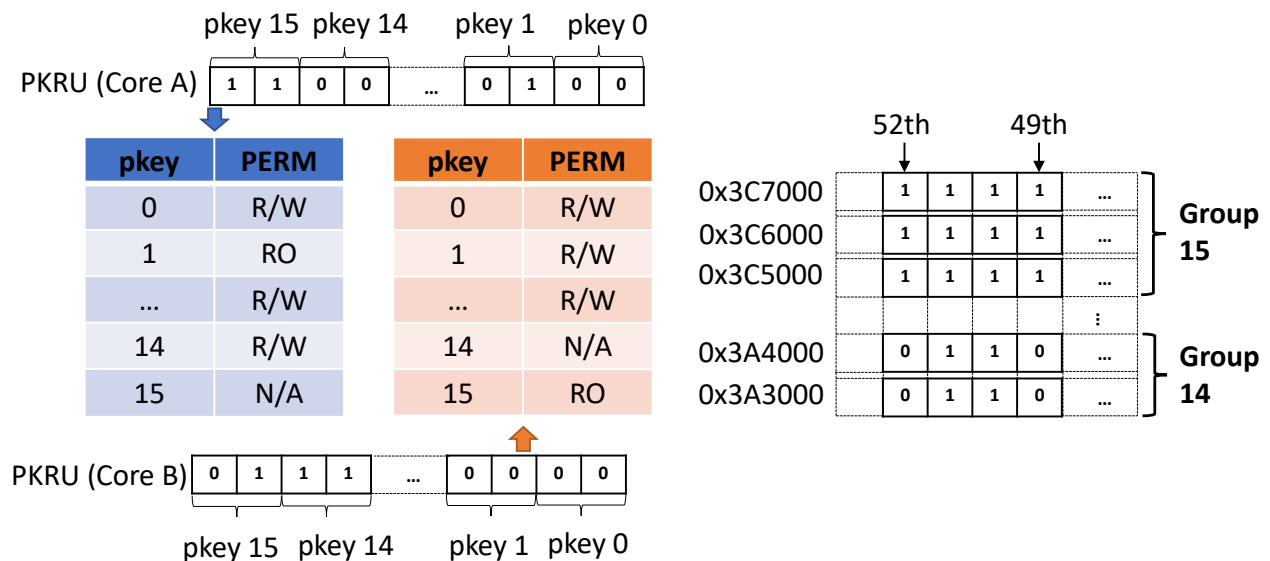 pkey 15 pkey 14 pkey 1 pkey 0
PKRU (Core A) 1 1 0 0 ... 0 1 0 0
pkey PERM
0 R/W
1 RO
... R/W
14 R/W
15 N/A
pkey PERM
0 R/W
1 R/W
... R/W
14 N/A
15 RO
PKRU (Core B) 0 1 1 1 ... 0 0 0 0
pkey 15 pkey 14 pkey 1 pkey 0
52th 49th
0x3C7000 1 1 1 1 ...
0x3C6000 1 1 1 1 ...
0x3C5000 1 1 1 1 ...
Group
15
...
0x3A4000 0 1 1 0 ...
0x3A3000 0 1 1 0 ...
Group
14